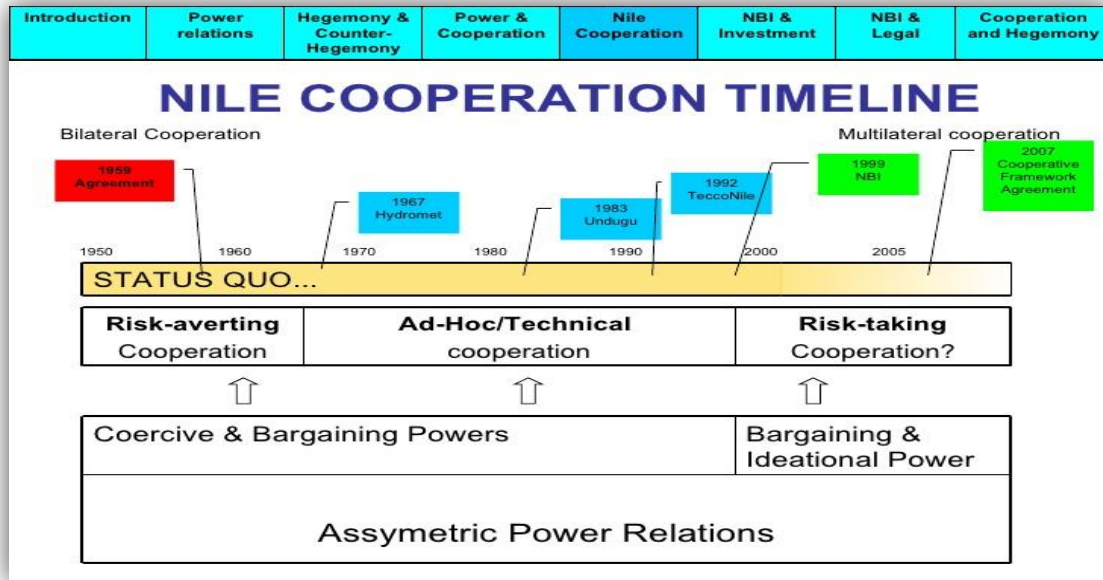 Introduction
Power
relations
Hegemony &
Counter-
Hegemony
Power &
Cooperation
Nile
Cooperation
NBI &
Investment
NBI &
Legal
Cooperation
and Hegemony
NILE COOPERATION TIMELINE
Bilateral Cooperation
Multilateral cooperation
1959
Agreement
1967
Hydromet
1983
Undugu
1992
TeccoNile
1999
NBI
2007
Cooperative
Framework
Agreement
1950 1960 1970 1980 1990 2000 2005
STATUS QUO...
Risk-averting
Cooperation
Ad-Hoc/Technical
cooperation
Risk-taking
Cooperation?
Coercive & Bargaining Powers
Bargaining &
Ideational Power
Assymetric Power Relations